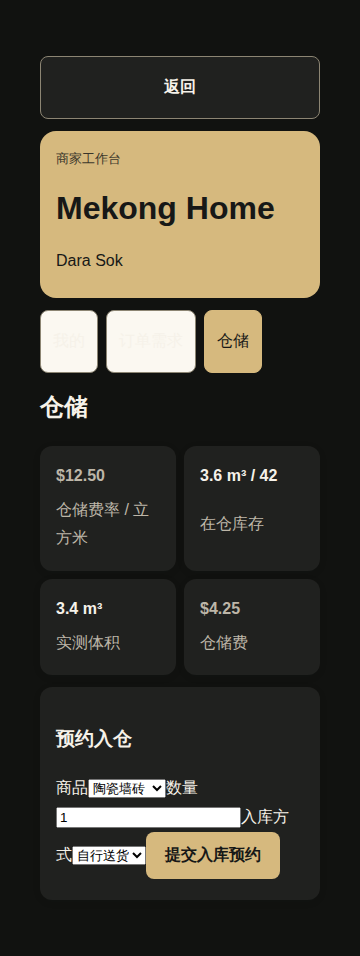 返回
商家工作台
Mekong Home
Dara Sok
我的 订单需求 仓储
仓储
$12.50
仓储费率 / 立
方米
3.6 m³ / 42
在仓库存
3.4 m³
实测体积
$4.25
仓储费
预约入仓
商品 陶瓷墙砖 数量
1 入库方
式 自行送货 提交入库预约